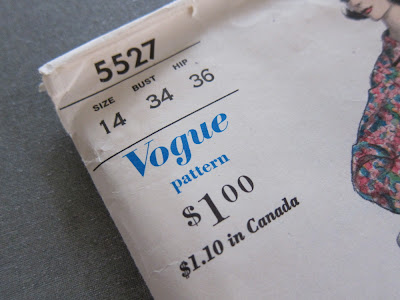 5527
SIZE BUST HIP
14 34 36
Vogue
pattern
$1.00
$1.10 in Canada